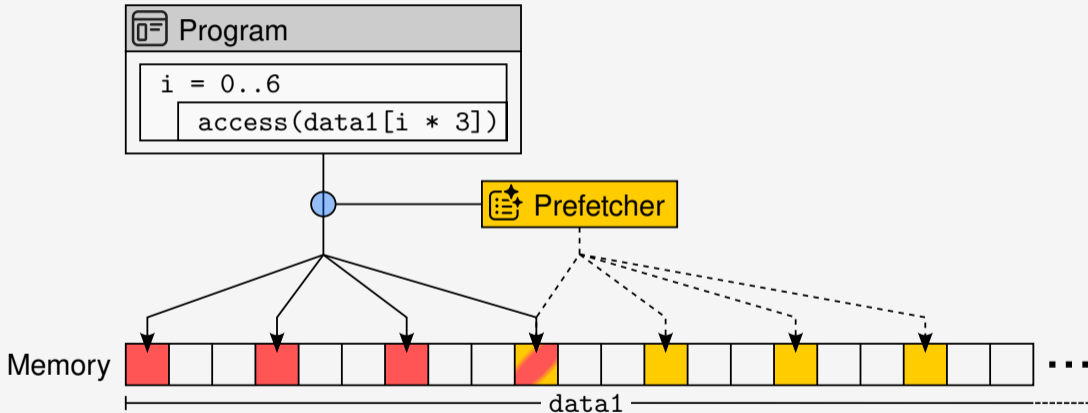 Program
i = 0..6
access(data1[i * 3])
Prefetcher
Memory
data1